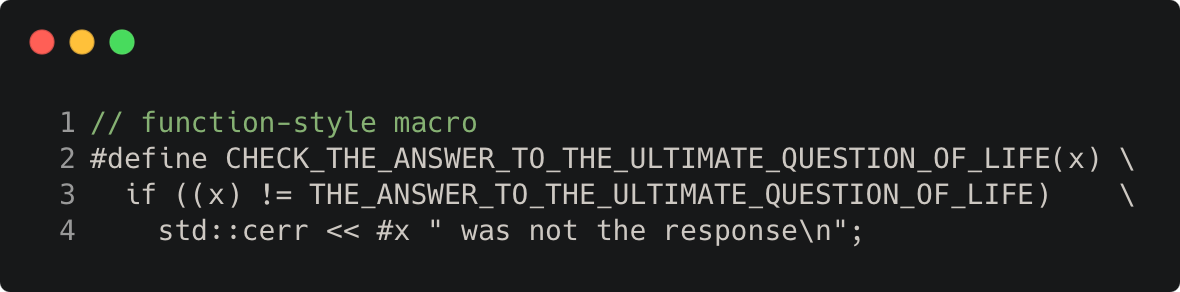 1 // function-style macro
2 #define CHECK_THE_ANSWER_TO_THE_ULTIMATE_QUESTION_OF_LIFE(x) \
3   if ((x) != THE_ANSWER_TO_THE_ULTIMATE_QUESTION_OF_LIFE)    \
4     std::cerr << #x " was not the response\n";